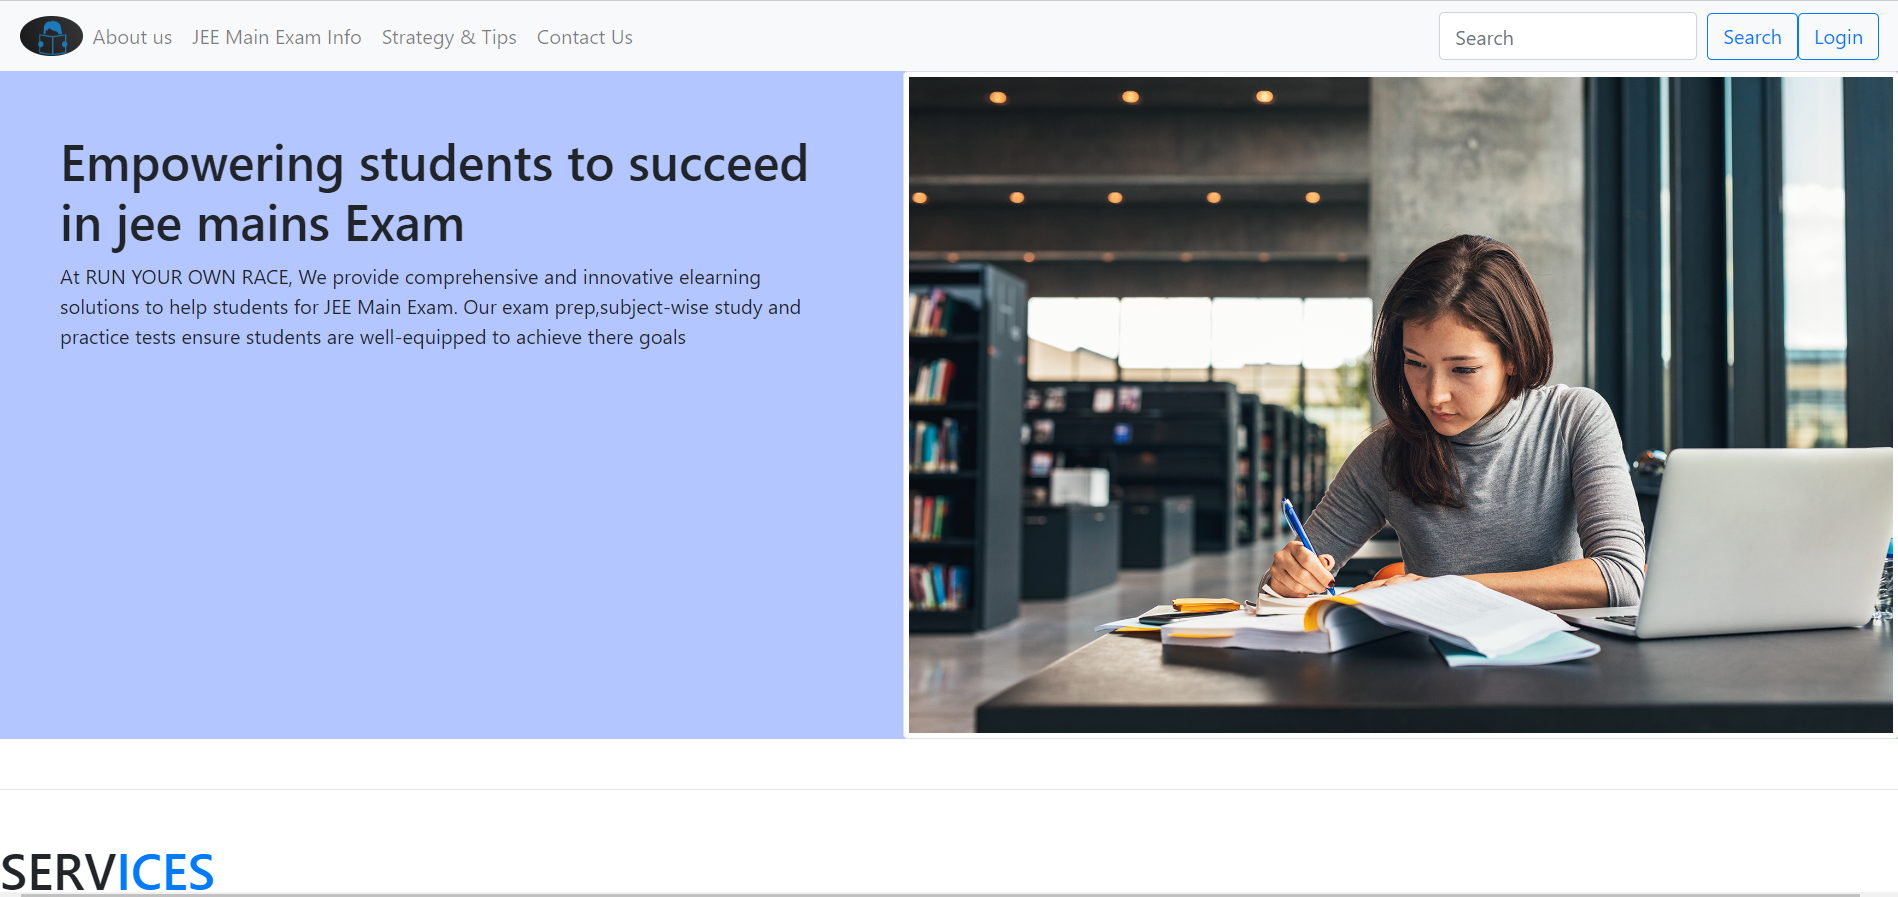 About us JEE Main Exam Info Strategy & Tips Contact Us Search Search Login
Empowering students to succeed
in jee mains Exam
At RUN YOUR OWN RACE, We provide comprehensive and innovative elearning
solutions to help students for JEE Main Exam. Our exam prep,subject-wise study and
practice tests ensure students are well-equipped to achieve there goals
SERVICES